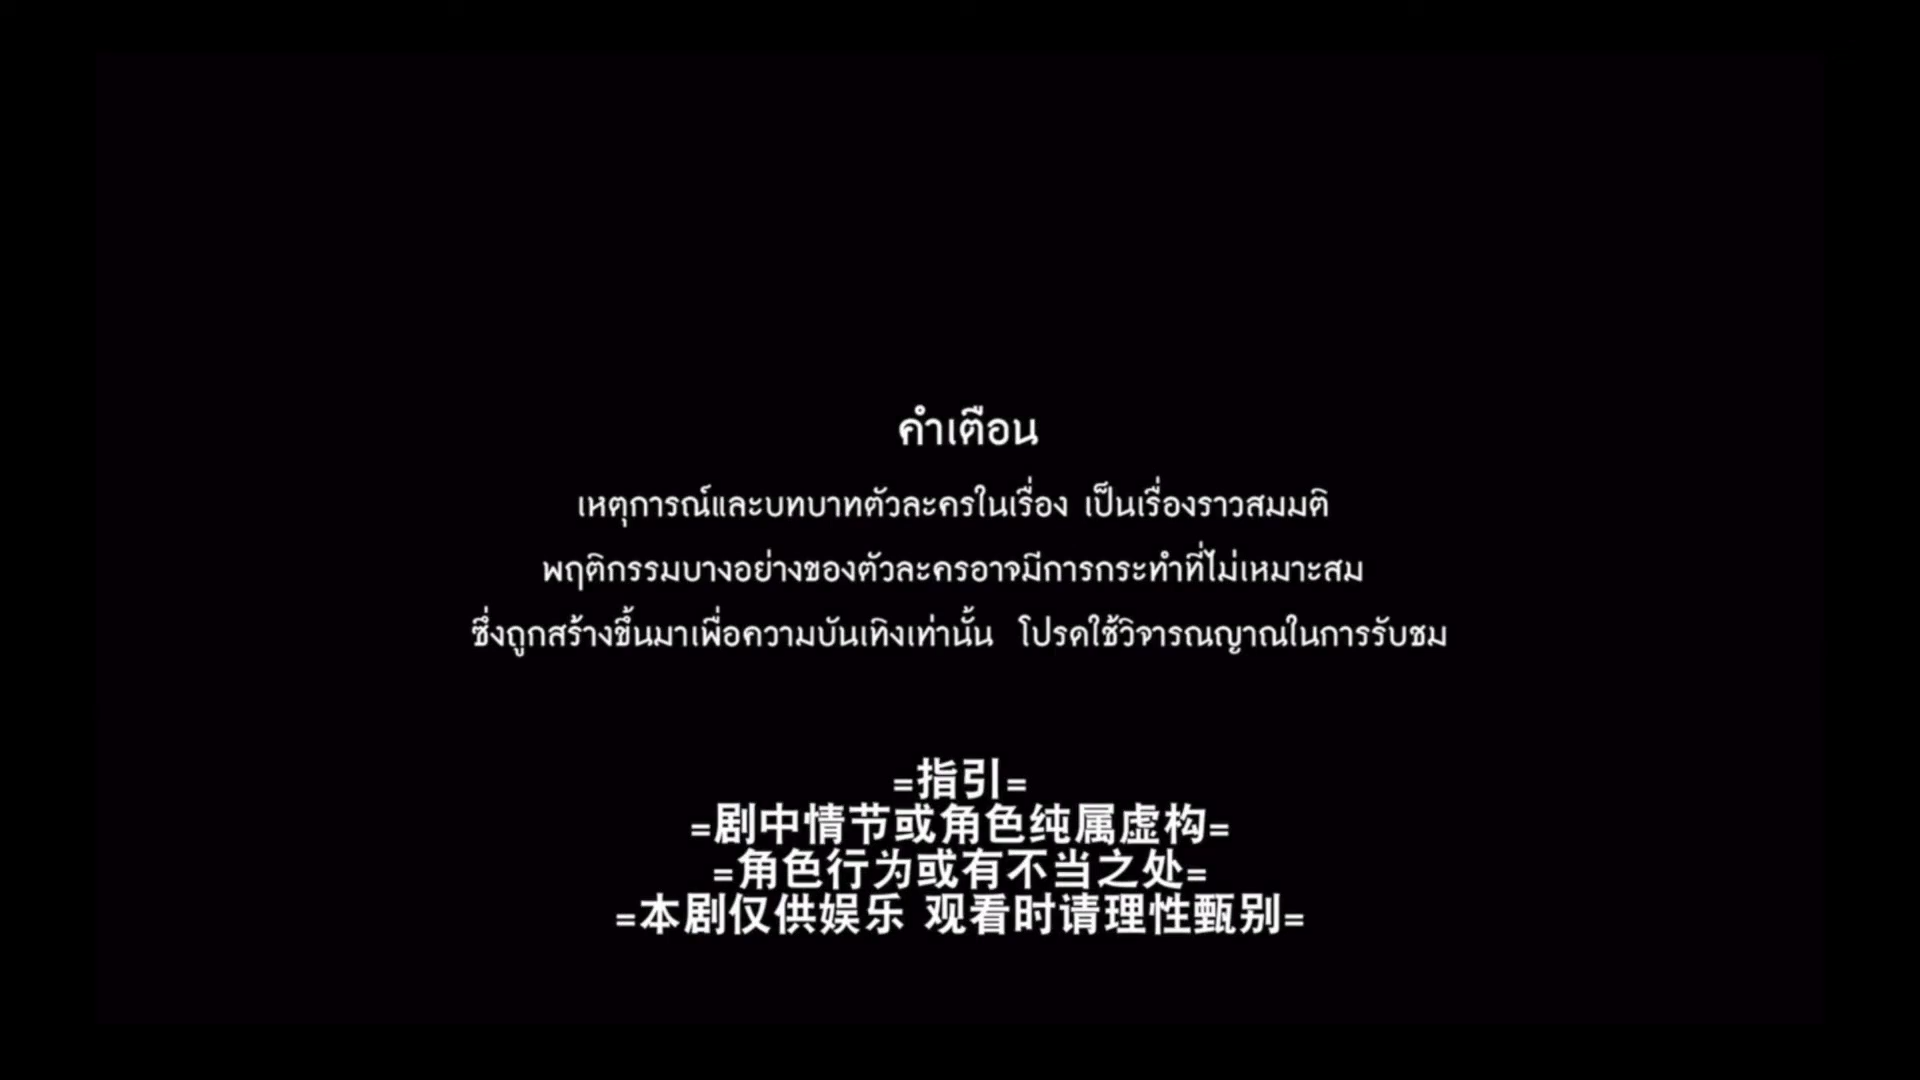 คำเตือน
เหตุการณ์และบทบาทตัวละครในเรื่อง เป็นเรื่องราวสมมติ
พฤติกรรมบางอย่างของตัวละครอาจมีการกระทำที่ไม่เหมาะสม
ซึ่งถูกสร้างขึ้นมาเพื่อความบันเทิงเท่านั้น โปรดใช้วิจารณญาณในการรับชม
=指引=
=剧中情节或角色纯属虚构=
=角色行为或有不当之处=
=本剧仅供娱乐 观看时请理性甄别=